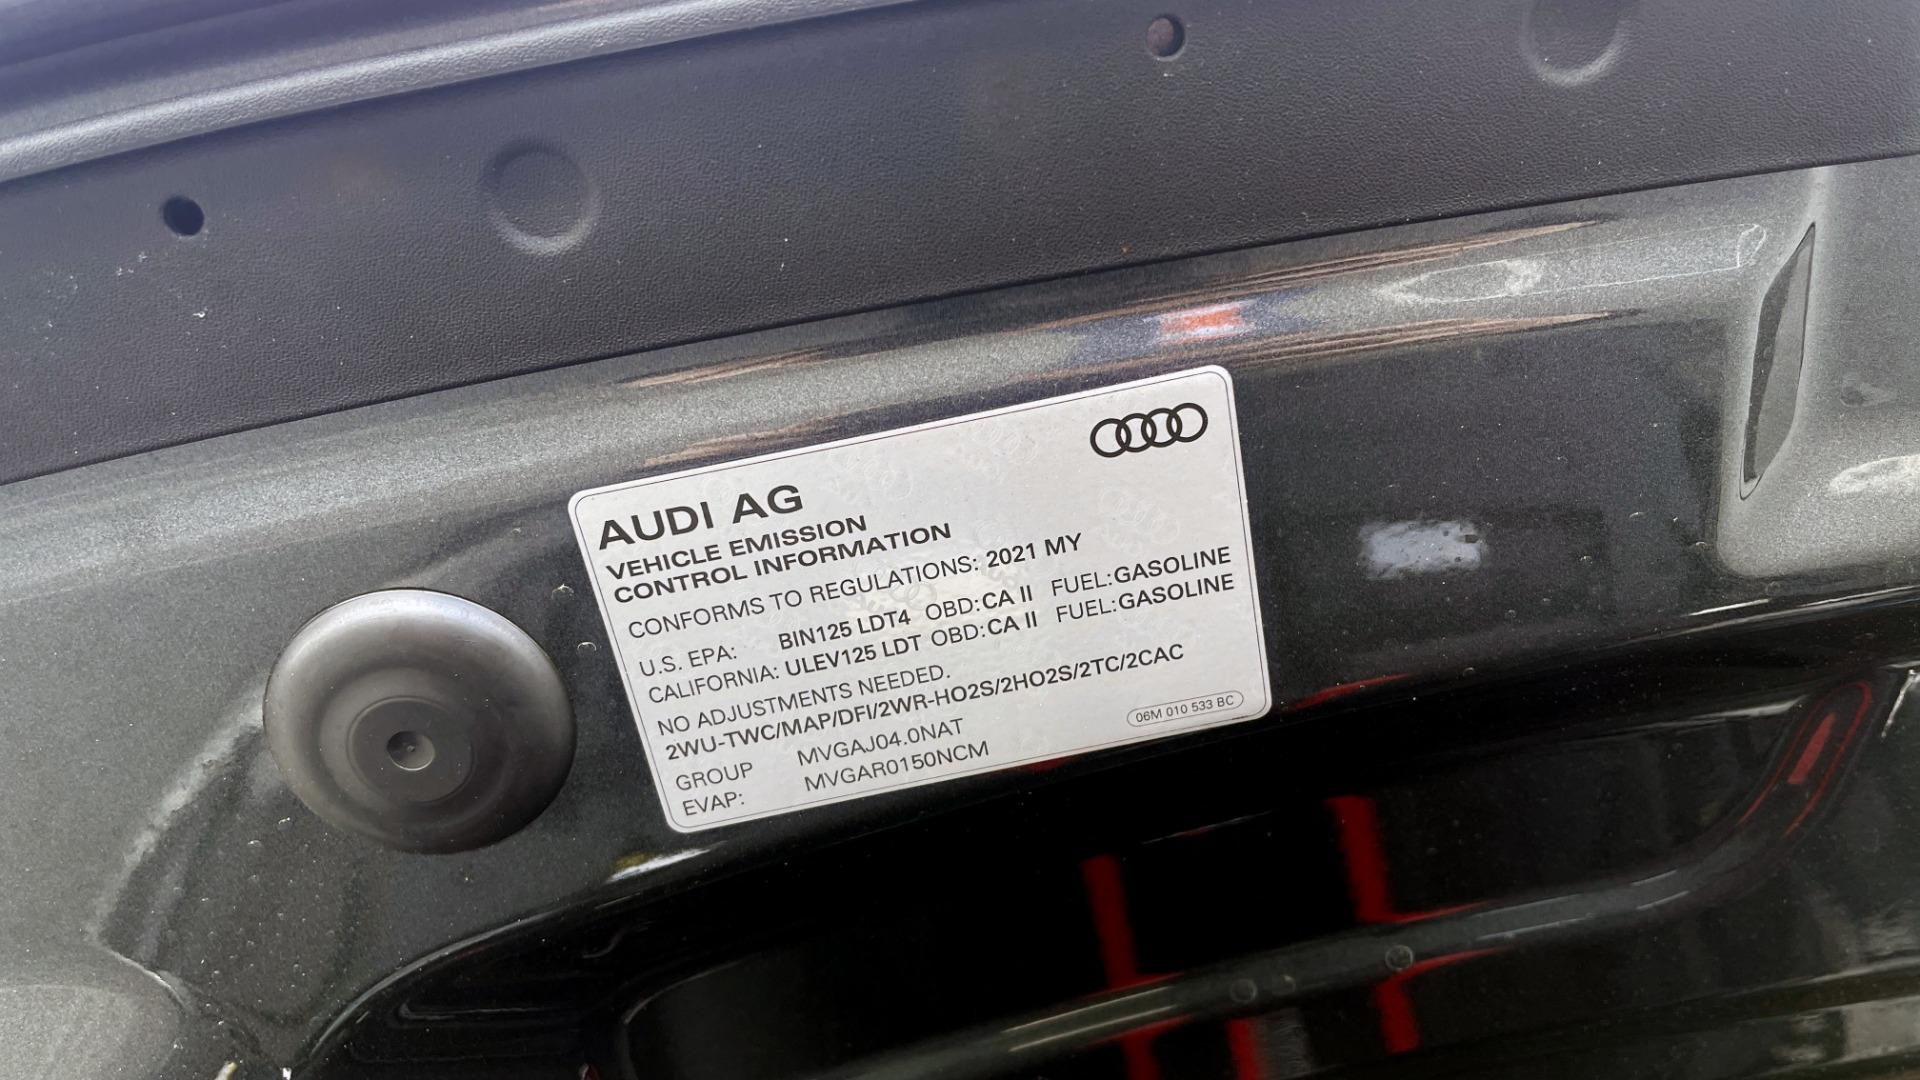 AUDI AG
VEHICLE EMISSION
CONTROL INFORMATION
CONFORMS TO REGULATIONS: 2021 MY
U.S. EPA: BIN125 LDT4 OBD:CA II FUEL:GASOLINE
CALIFORNIA: ULEV125 LDT OBD:CA II FUEL:GASOLINE
NO ADJUSTMENTS NEEDED.
2WU-TWC/MAP/DFI/2WR-HO2S/2HO2S/2TC/2CAC
GROUP MVGAJ04.0NAT
EVAP: MVGAR0150NCM
06M 010 533 BC